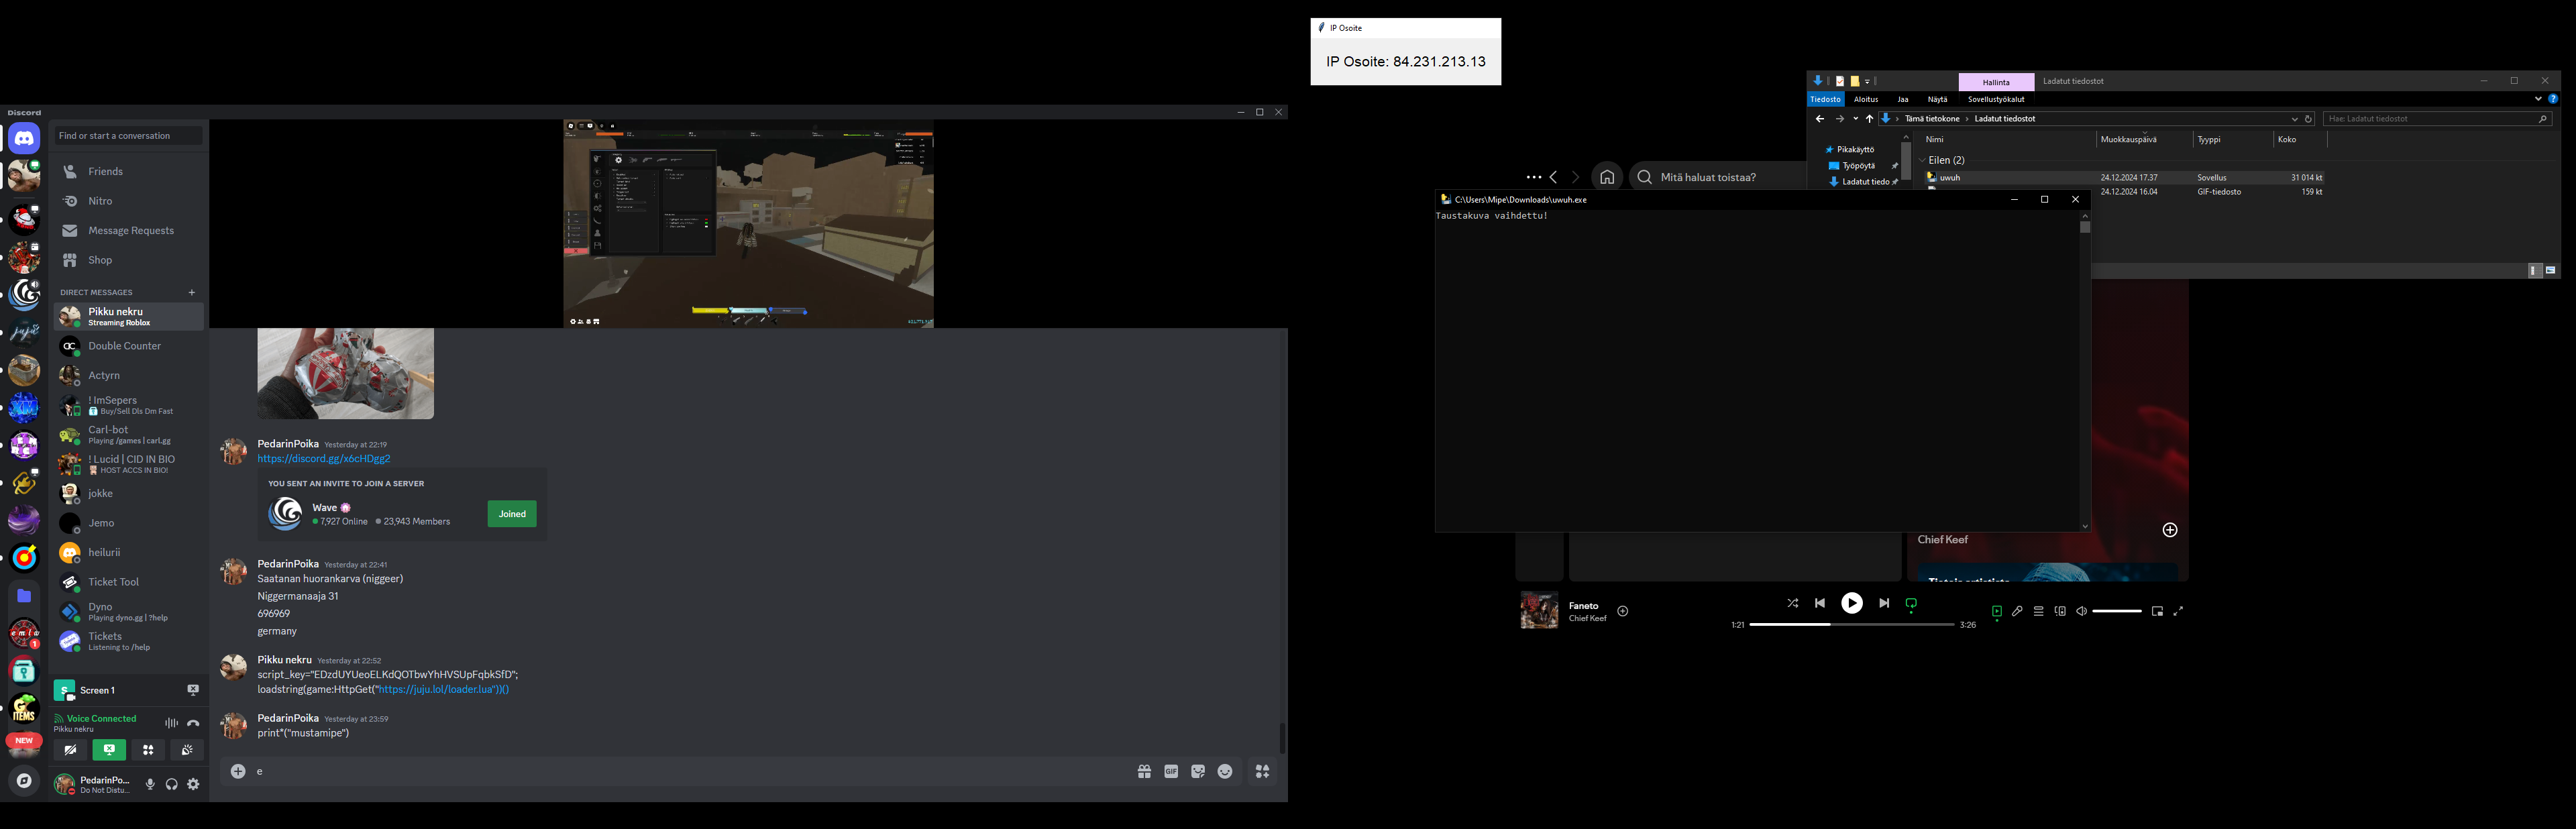 Discord
Find or start a conversation
Friends
Nitro
Message Requests
Shop
DIRECT MESSAGES
Pikku nekru
Streaming Roblox
Double Counter
Actyrn
! ImSepers
Buy/Sell Dls Dm Fast
Carl-bot
Playing /games | carl.gg
! Lucid | CID IN BIO
HOST ACCS IN BIO!
jokke
Jemo
heilurii
Ticket Tool
Dyno
Playing dyno.gg | ?help
Tickets
Listening to /help
Screen 1
Voice Connected
Pikku nekru
PedarinPo...
Do Not Distu...
NEW
1
ITEMS
PedarinPoika Yesterday at 22:19
https://discord.gg/x6cHDgg2
YOU SENT AN INVITE TO JOIN A SERVER
Wave
7,927 Online 23,943 Members
Joined
PedarinPoika Yesterday at 22:41
Saatanan huorankarva (niggeer)
Niggermanaaja 31
696969
germany
Pikku nekru Yesterday at 22:52
script_key="EDzdUYUeoELKdQOTbwYhHVSUpFqbkSfD";
loadstring(game:HttpGet("https://juju.lol/loader.lua"))()
PedarinPoika Yesterday at 23:59
print"("mustamipe")
e
GIF
IP Osoite
IP Osoite: 84.231.213.13
Hallinta
Ladatut tiedostot
Tiedosto Aloitus Jaa Näytä Sovellustyökalut
Tämä tietokone › Ladatut tiedostot
Hae: Ladatut tiedostot
Nimi Muokkauspäivä Tyyppi Koko
Pikakäyttö
Työpöytä
Ladatut tiedo
Eilen (2)
uwuh 24.12.2024 17.37 Sovellus 31 014 kt
24.12.2024 16.04 GIF-tiedosto 159 kt
Mitä haluat toistaa?
C:\Users\Mipe\Downloads\uwuh.exe
Taustakuva vaihdettu!
Chief Keef
Faneto
Chief Keef
1:21
3:26